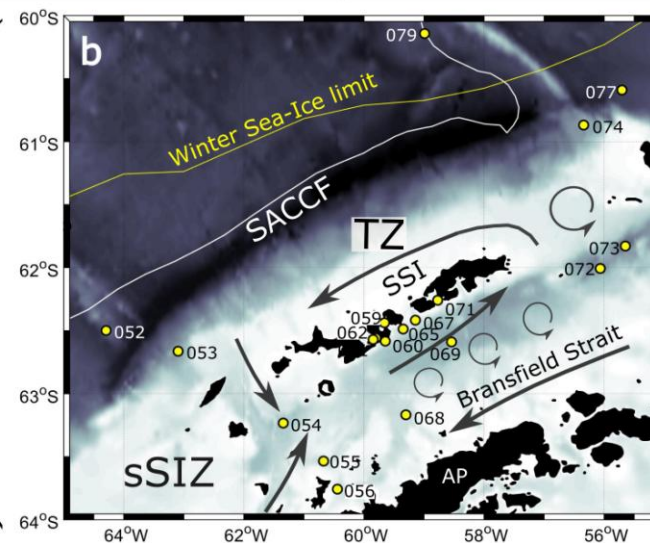 60°S
b
079
077
Winter Sea-Ice limit
61°S
074
SACCF
TZ
073
62°S
SSI
072
071
059
067
052
062
065
060
069
053
63°S
Bransfield Strait
068
054
sSIZ
055
AP
056
64°S
64°W
62°W
60°W
58°W
56°W